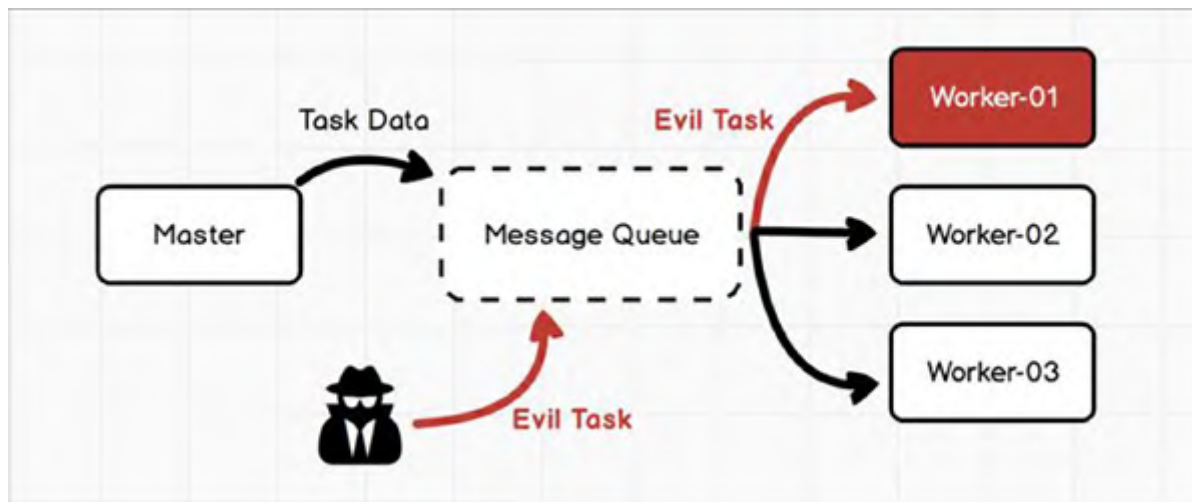 Task Data
Master
Message Queue
Evil Task
Evil Task
Worker-01
Worker-02
Worker-03